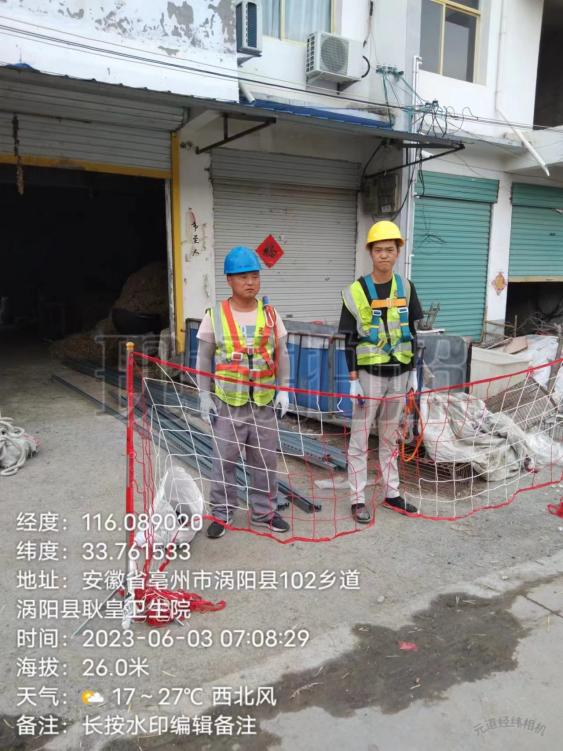 福
经度：116.089020
纬度：33.761533
地址：安徽省亳州市涡阳县102乡道
涡阳县耿皇卫生院
时间：2023-06-03 07:08:29
海拔：26.0米
天气：17～27℃ 西北风
备注：长按水印编辑备注
元道经纬相机